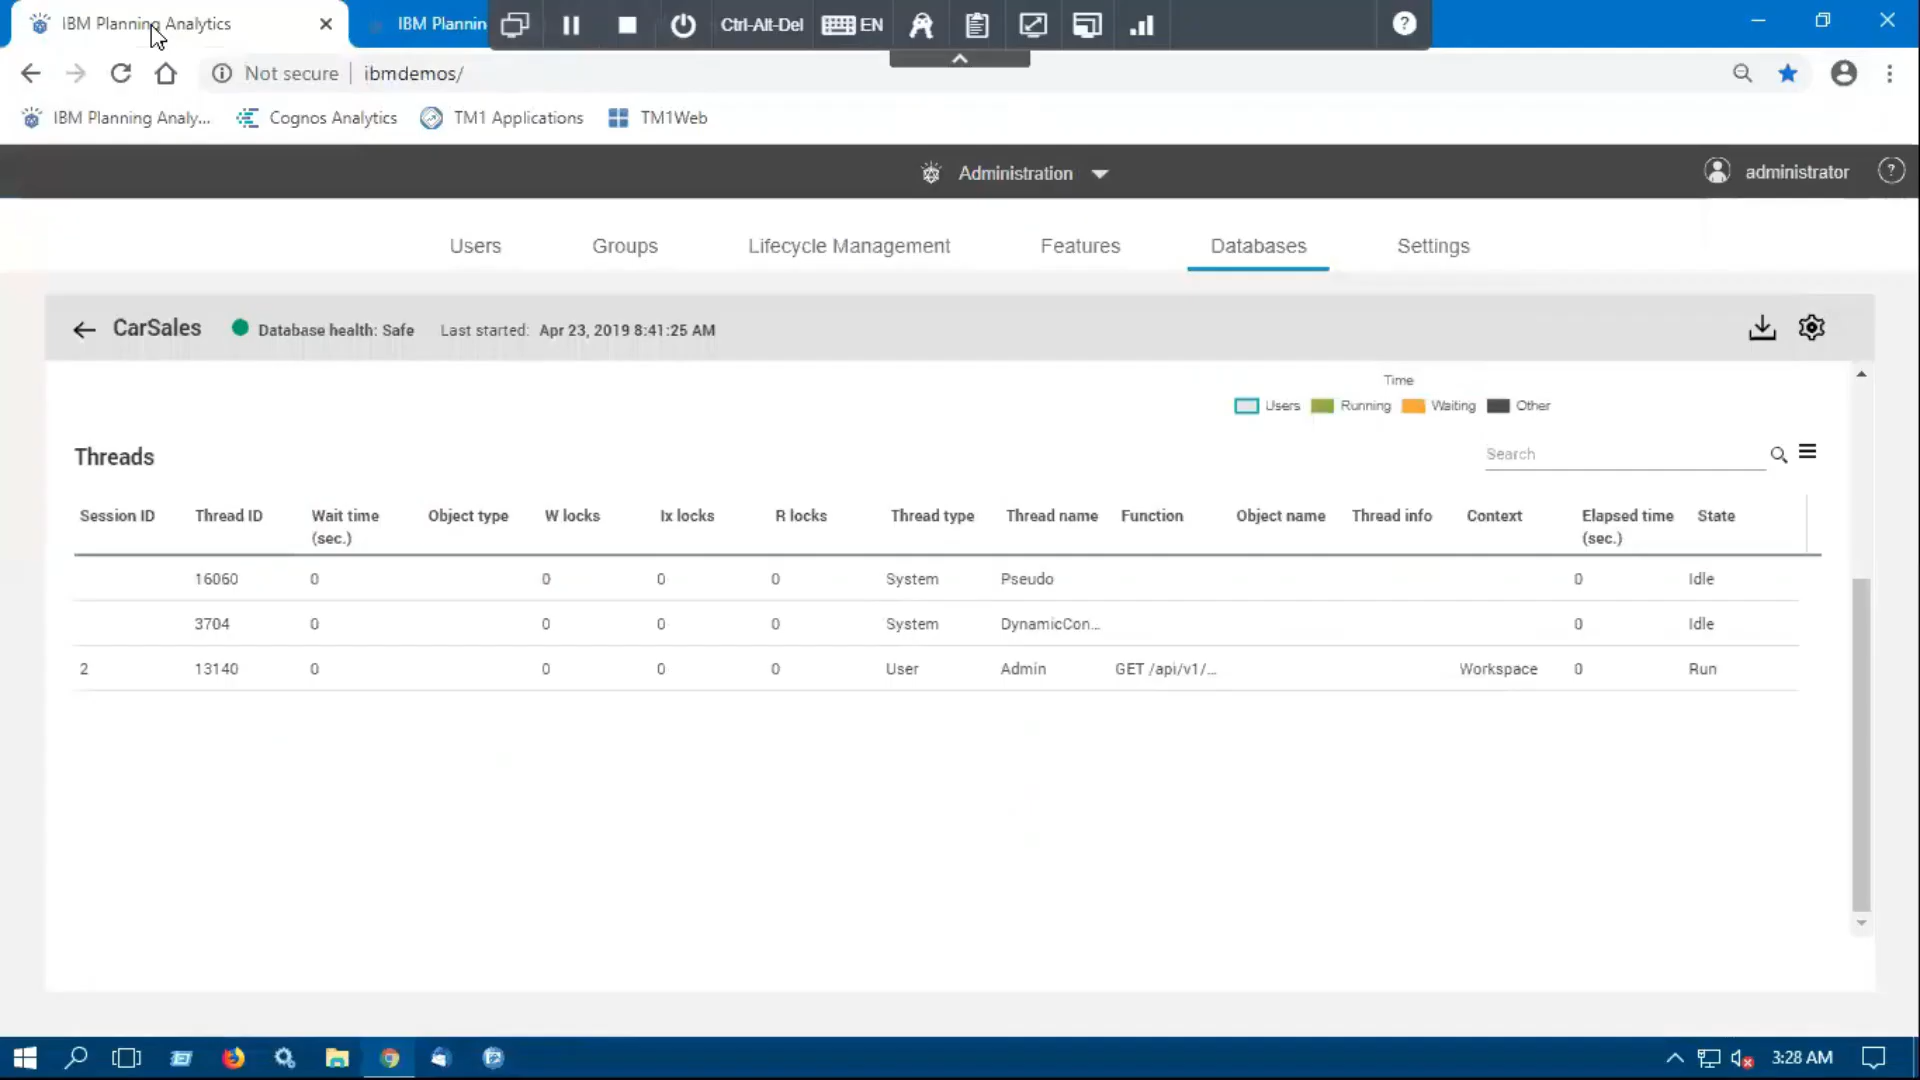 IBM Planning Analytics
IBM Plannin
Ctrl-Alt-Del
EN
Not secure
ibmdemos/
IBM Planning Analy...
Cognos Analytics
TM1 Applications
TM1Web
Administration
administrator
Users
Groups
Lifecycle Management
Features
Databases
Settings
CarSales
Database health: Safe
Last started: Apr 23, 2019 8:41:25 AM
Time
Users
Running
Waiting
Other
Threads
Search
Session ID Thread ID Wait time (sec.) Object type W locks Ix locks R locks Thread type Thread name Function Object name Thread info Context Elapsed time (sec.) State
16060 0 0 0 0 System Pseudo 0 Idle
3704 0 0 0 0 System DynamicCon... 0 Idle
2 13140 0 0 0 0 User Admin GET /api/v1/... Workspace 0 Run
3:28 AM